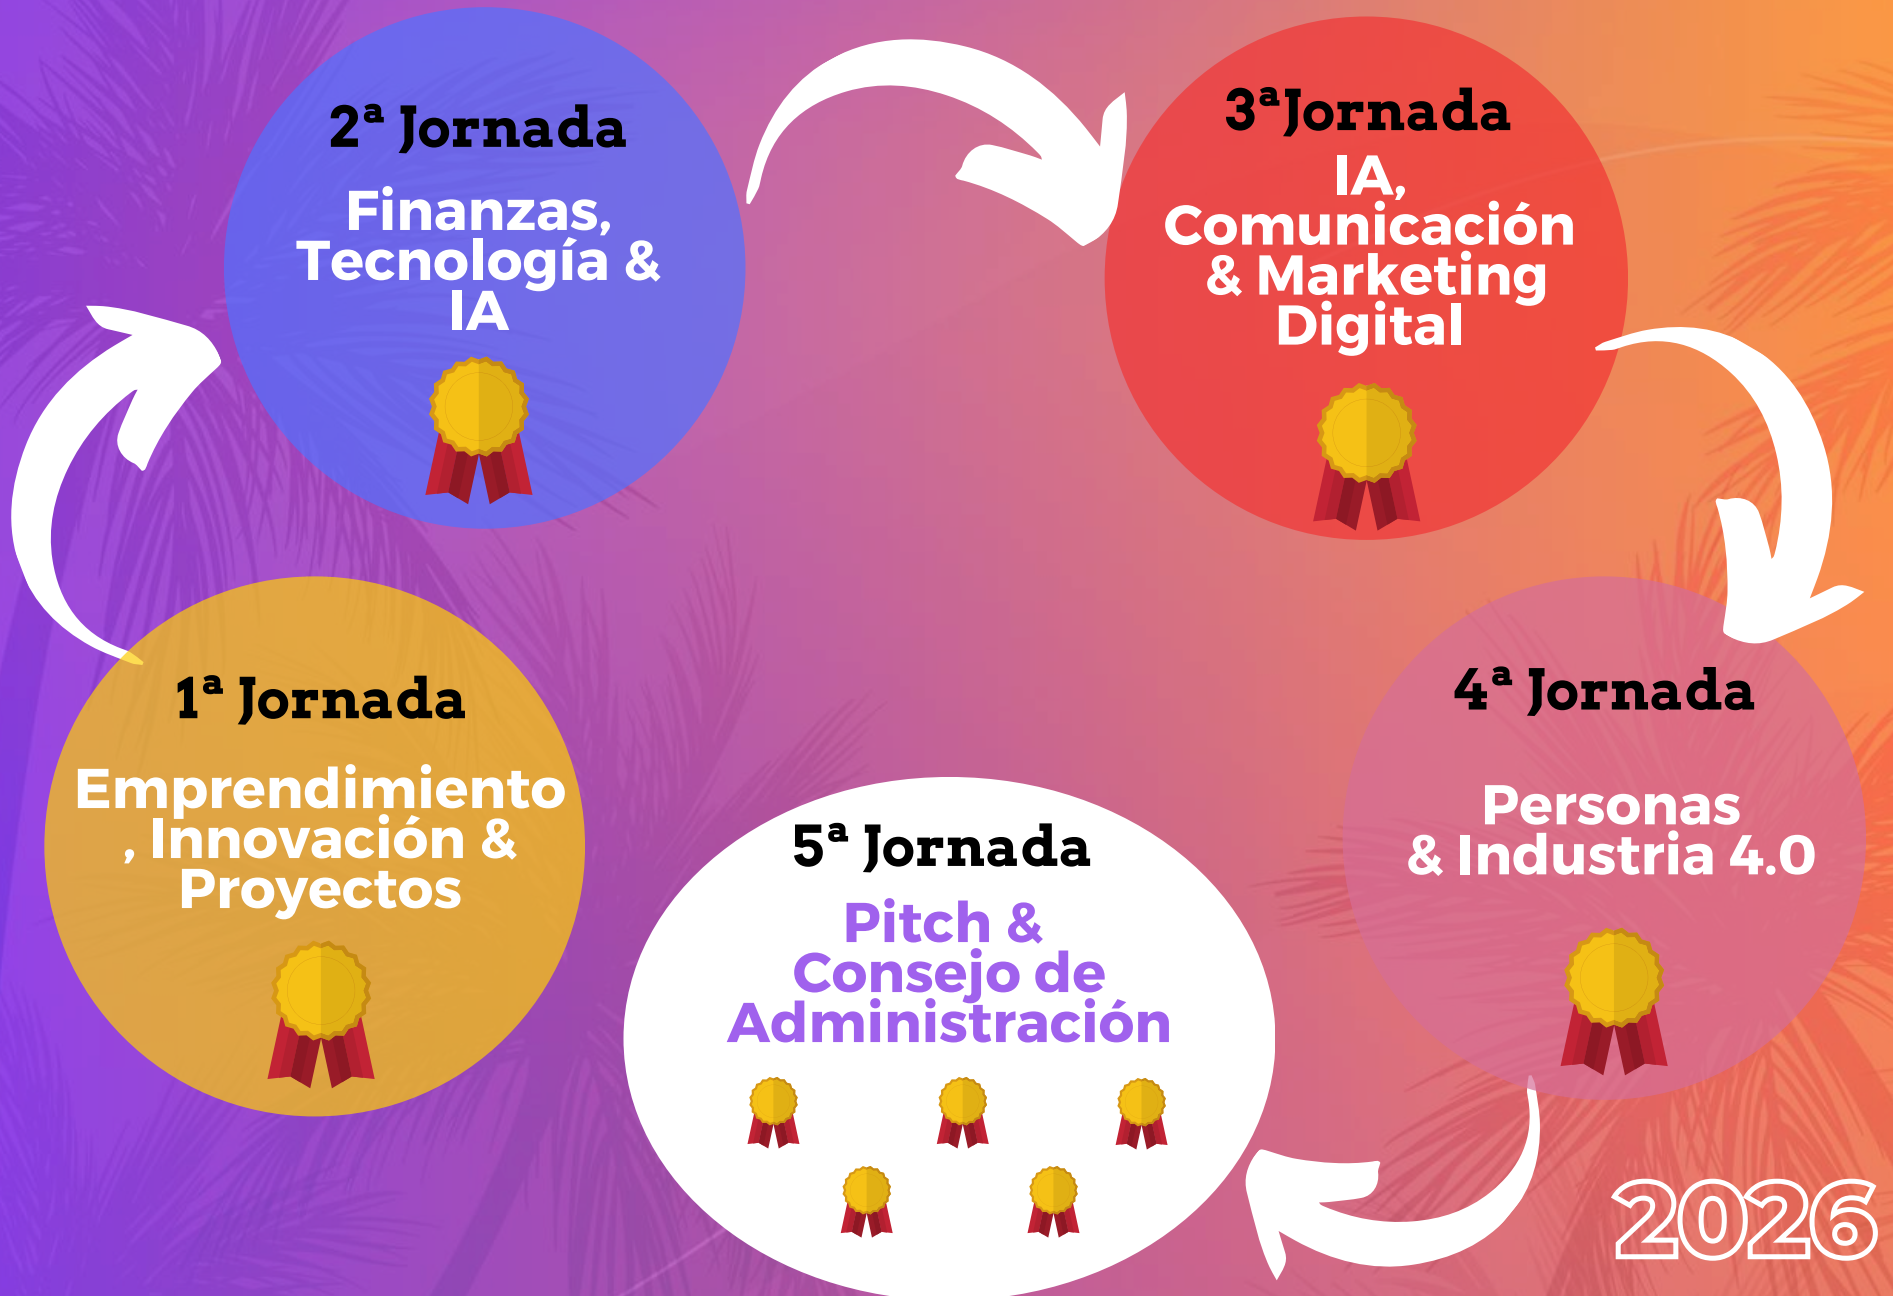 1ª Jornada
Emprendimiento
, Innovación &
Proyectos
2ª Jornada
Finanzas,
Tecnología &
IA
3ªJornada
IA,
Comunicación
& Marketing
Digital
4ª Jornada
Personas
& Industria 4.0
5ª Jornada
Pitch &
Consejo de
Administración
2026